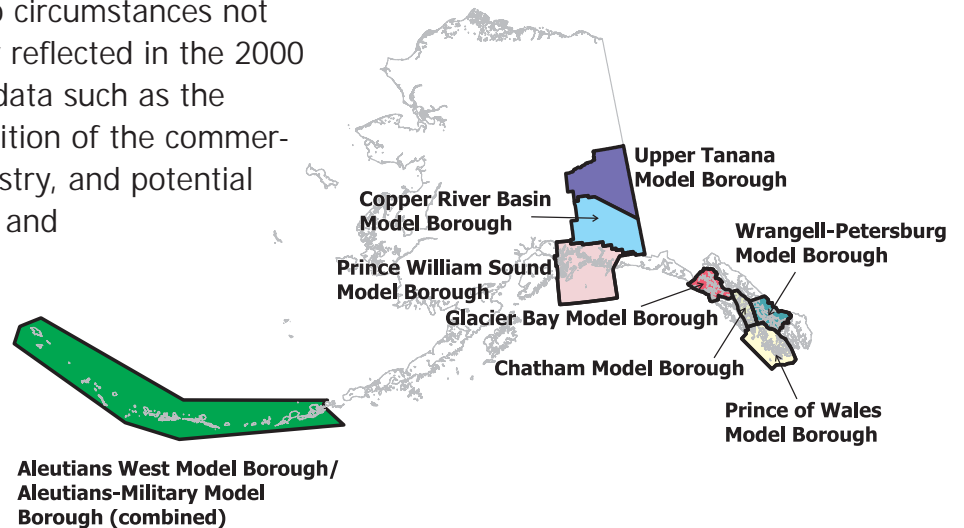 circumstances not
reflected in the 2000
data such as the
ition of the commer-
stry, and potential
and
Upper Tanana
Model Borough
Copper River Basin
Model Borough
Wrangell-Petersburg
Model Borough
Prince William Sound
Model Borough
Glacier Bay Model Borough
Chatham Model Borough
Prince of Wales
Model Borough
Aleutians West Model Borough/
Aleutians-Military Model
Borough (combined)